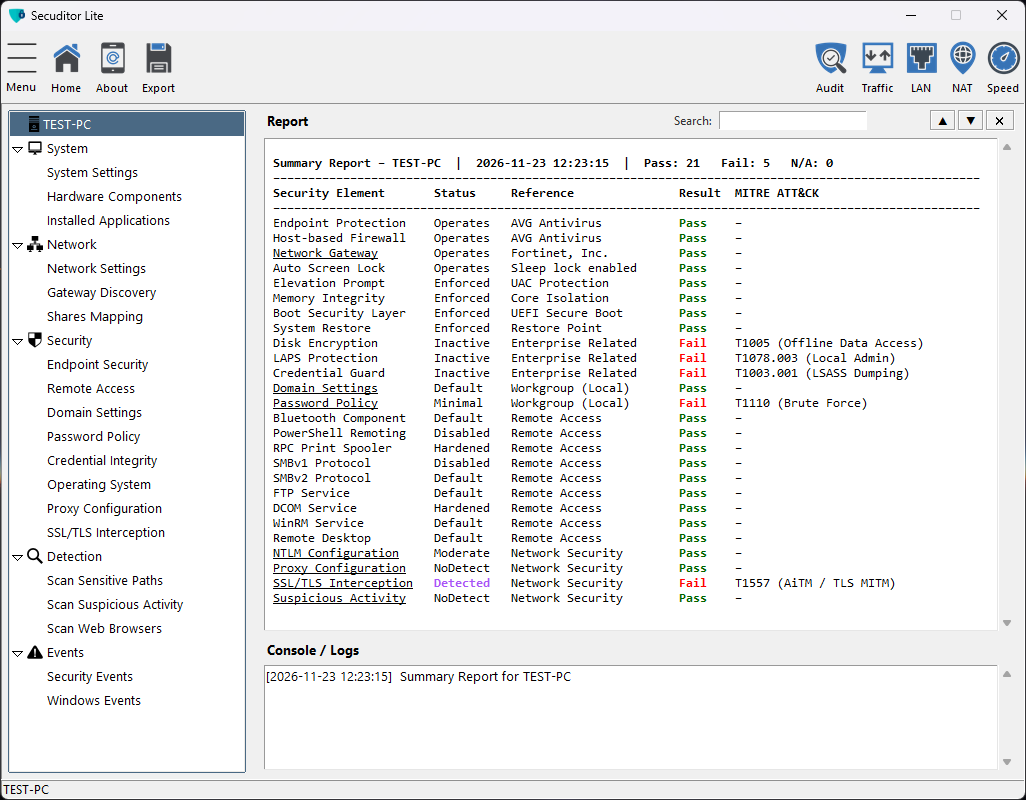 Secuditor Lite
Menu Home About Export Audit Traffic LAN NAT Speed
TEST-PC
System
System Settings
Hardware Components
Installed Applications
Network
Network Settings
Gateway Discovery
Shares Mapping
Security
Endpoint Security
Remote Access
Domain Settings
Password Policy
Credential Integrity
Operating System
Proxy Configuration
SSL/TLS Interception
Detection
Scan Sensitive Paths
Scan Suspicious Activity
Scan Web Browsers
Events
Security Events
Windows Events
Report Search:
Summary Report - TEST-PC | 2026-11-23 12:23:15 | Pass: 21 Fail: 5 N/A: 0
Security Element Status Reference Result MITRE ATT&CK
Endpoint Protection Operates AVG Antivirus Pass -
Host-based Firewall Operates AVG Antivirus Pass -
Network Gateway Operates Fortinet, Inc. Pass -
Auto Screen Lock Operates Sleep lock enabled Pass -
Elevation Prompt Enforced UAC Protection Pass -
Memory Integrity Enforced Core Isolation Pass -
Boot Security Layer Enforced UEFI Secure Boot Pass -
System Restore Enforced Restore Point Pass -
Disk Encryption Inactive Enterprise Related Fail T1005 (Offline Data Access)
LAPS Protection Inactive Enterprise Related Fail T1078.003 (Local Admin)
Credential Guard Inactive Enterprise Related Fail T1003.001 (LSASS Dumping)
Domain Settings Default Workgroup (Local) Pass -
Password Policy Minimal Workgroup (Local) Fail T1110 (Brute Force)
Bluetooth Component Default Remote Access Pass -
PowerShell Remoting Disabled Remote Access Pass -
RPC Print Spooler Hardened Remote Access Pass -
SMBv1 Protocol Disabled Remote Access Pass -
SMBv2 Protocol Default Remote Access Pass -
FTP Service Default Remote Access Pass -
DCOM Service Hardened Remote Access Pass -
WinRM Service Default Remote Access Pass -
Remote Desktop Default Remote Access Pass -
NTLM Configuration Moderate Network Security Pass -
Proxy Configuration NoDetect Network Security Pass -
SSL/TLS Interception Detected Network Security Fail T1557 (AiTM / TLS MITM)
Suspicious Activity NoDetect Network Security Pass -
Console / Logs
[2026-11-23 12:23:15] Summary Report for TEST-PC
TEST-PC